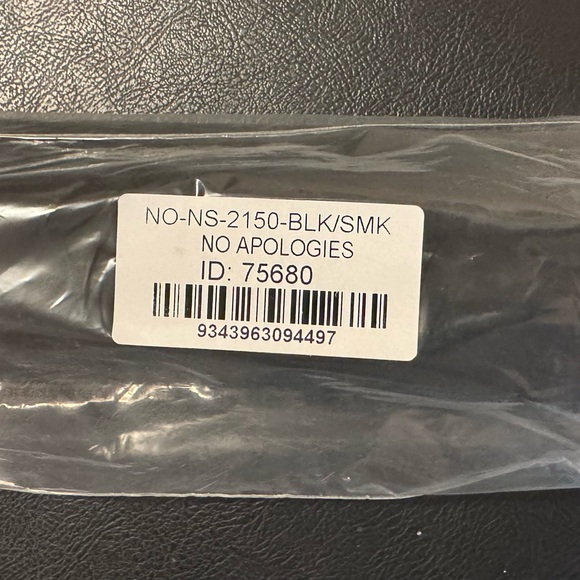 NO-NS-2150-BLK/SMK
NO APOLOGIES
ID: 75680
9343963094497